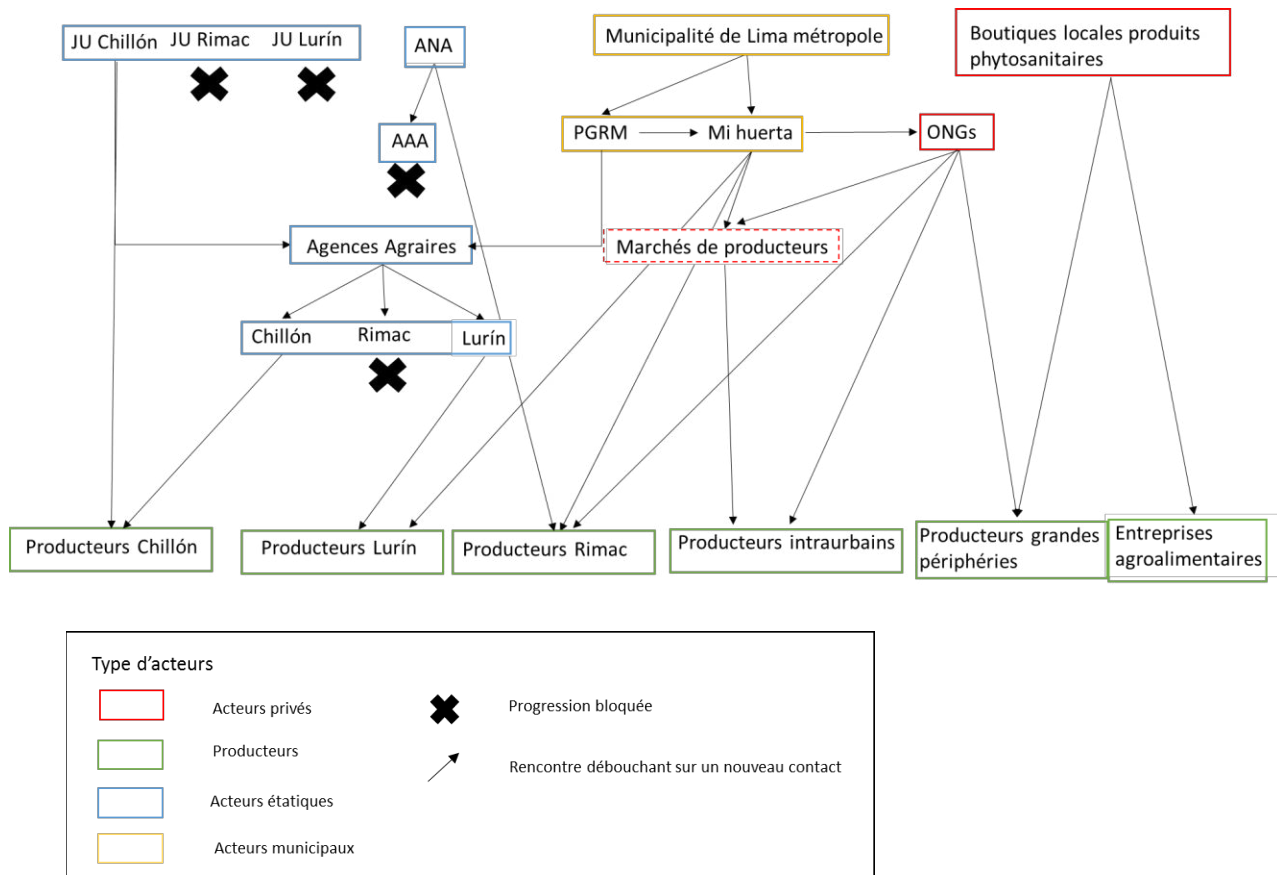 JU Chillón JU Rimac JU Lurín
ANA
Municipalité de Lima métropole
Boutiques locales produits
phytosanitaires
AAA
PGRM
Mi huerta
ONGs
Agences Agraires
Marchés de producteurs
Chillón
Rimac
Lurín
Producteurs Chillón
Producteurs Lurín
Producteurs Rimac
Producteurs intraurbains
Producteurs grandes
périphéries
Entreprises
agroalimentaires
Type d’acteurs
Acteurs privés
Progression bloquée
Producteurs
Rencontre débouchant sur un nouveau contact
Acteurs étatiques
Acteurs municipaux